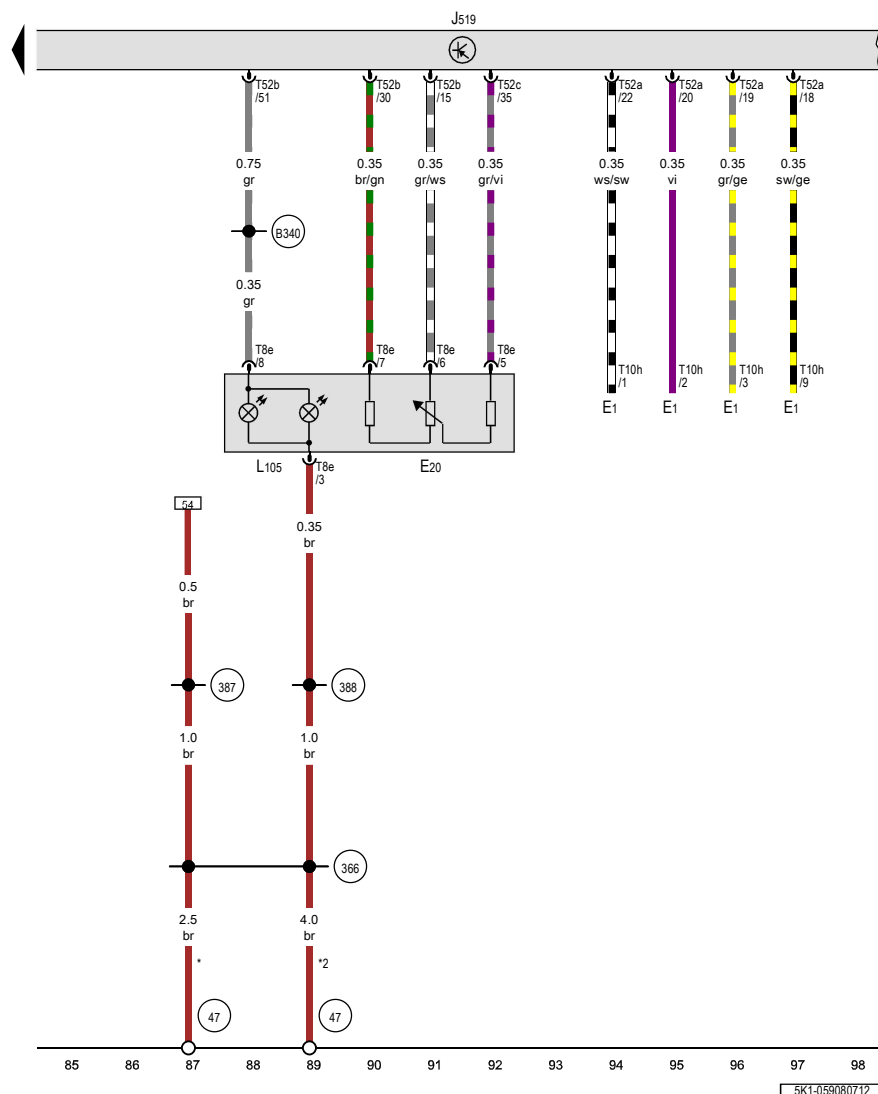 J519
T52b
/51
T52b
/30
T52b
/15
T52c
/35
T52a
/22
T52a
/20
T52a
/19
T52a
/18
0.75
gr
0.35
br/gn
0.35
gr/ws
0.35
gr/vi
0.35
ws/sw
0.35
vi
0.35
gr/ge
0.35
sw/ge
B340
0.35
gr
T8e
/8
T8e
/7
T8e
/6
T8e
/5
T10h
/1
T10h
/2
T10h
/3
T10h
/9
E1
E1
E1
E1
L105
T8e
/3
E20
54
0.35
br
0.5
br
387
388
1.0
br
1.0
br
366
2.5
br
4.0
br
*
*2
47
47
85 86 87 88 89 90 91 92 93 94 95 96 97 98
5K1-059080712